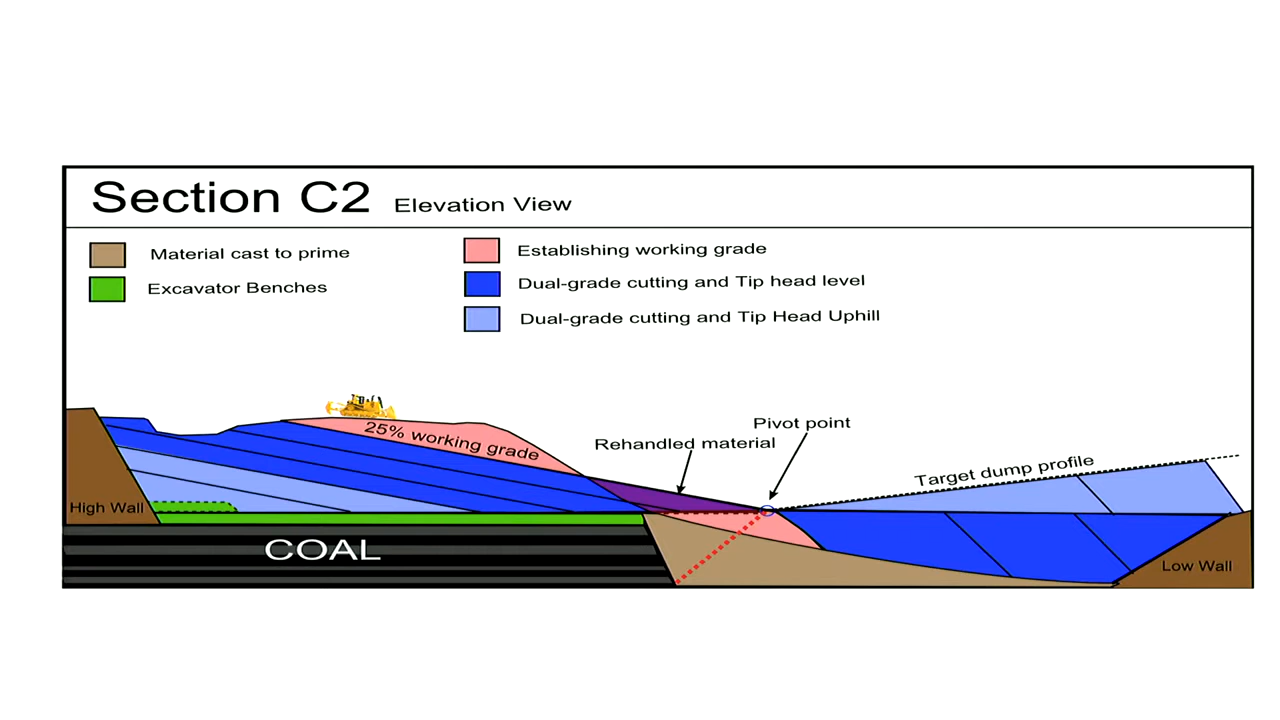 Section C2 Elevation View
Material cast to prime
Excavator Benches
Establishing working grade
Dual-grade cutting and Tip head level
Dual-grade cutting and Tip Head Uphill
25% working grade
Rehandled material
Pivot point
Target dump profile
High Wall
COAL
Low Wall